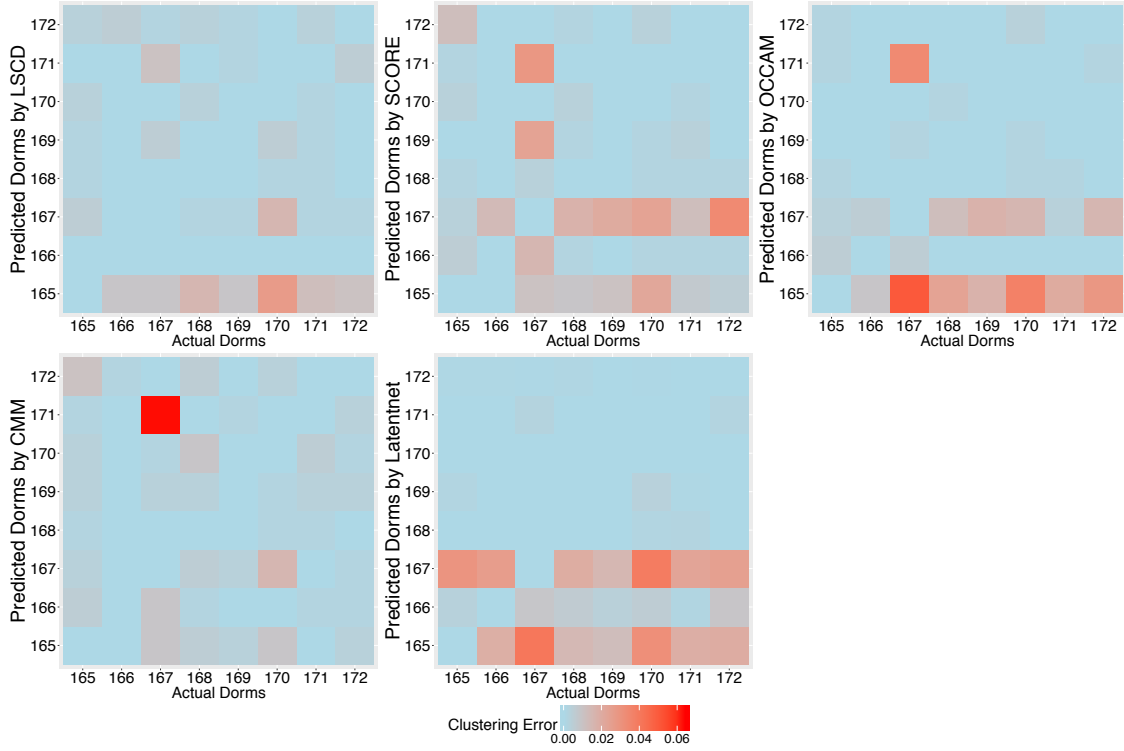 Predicted Dorms by LSCD
172
171
170
169
168
167
166
165
165 166 167 168 169 170 171 172
Actual Dorms
Predicted Dorms by SCORE
172
171
170
169
168
167
166
165
165 166 167 168 169 170 171 172
Actual Dorms
Predicted Dorms by OCCAM
172
171
170
169
168
167
166
165
165 166 167 168 169 170 171 172
Actual Dorms
Predicted Dorms by CMM
172
171
170
169
168
167
166
165
165 166 167 168 169 170 171 172
Actual Dorms
Predicted Dorms by Latentnet
172
171
170
169
168
167
166
165
165 166 167 168 169 170 171 172
Actual Dorms
Clustering Error
0.00 0.02 0.04 0.06